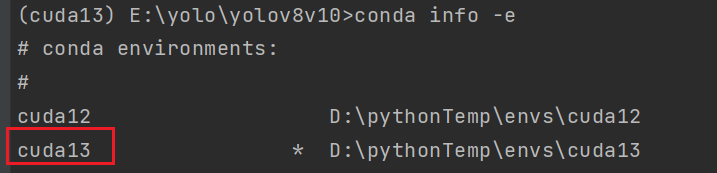 (cuda13) E:\yolo\yolov8v10>conda info -e
# conda environments:
#
cuda12                   D:\pythonTemp\envs\cuda12
cuda13                *  D:\pythonTemp\envs\cuda13